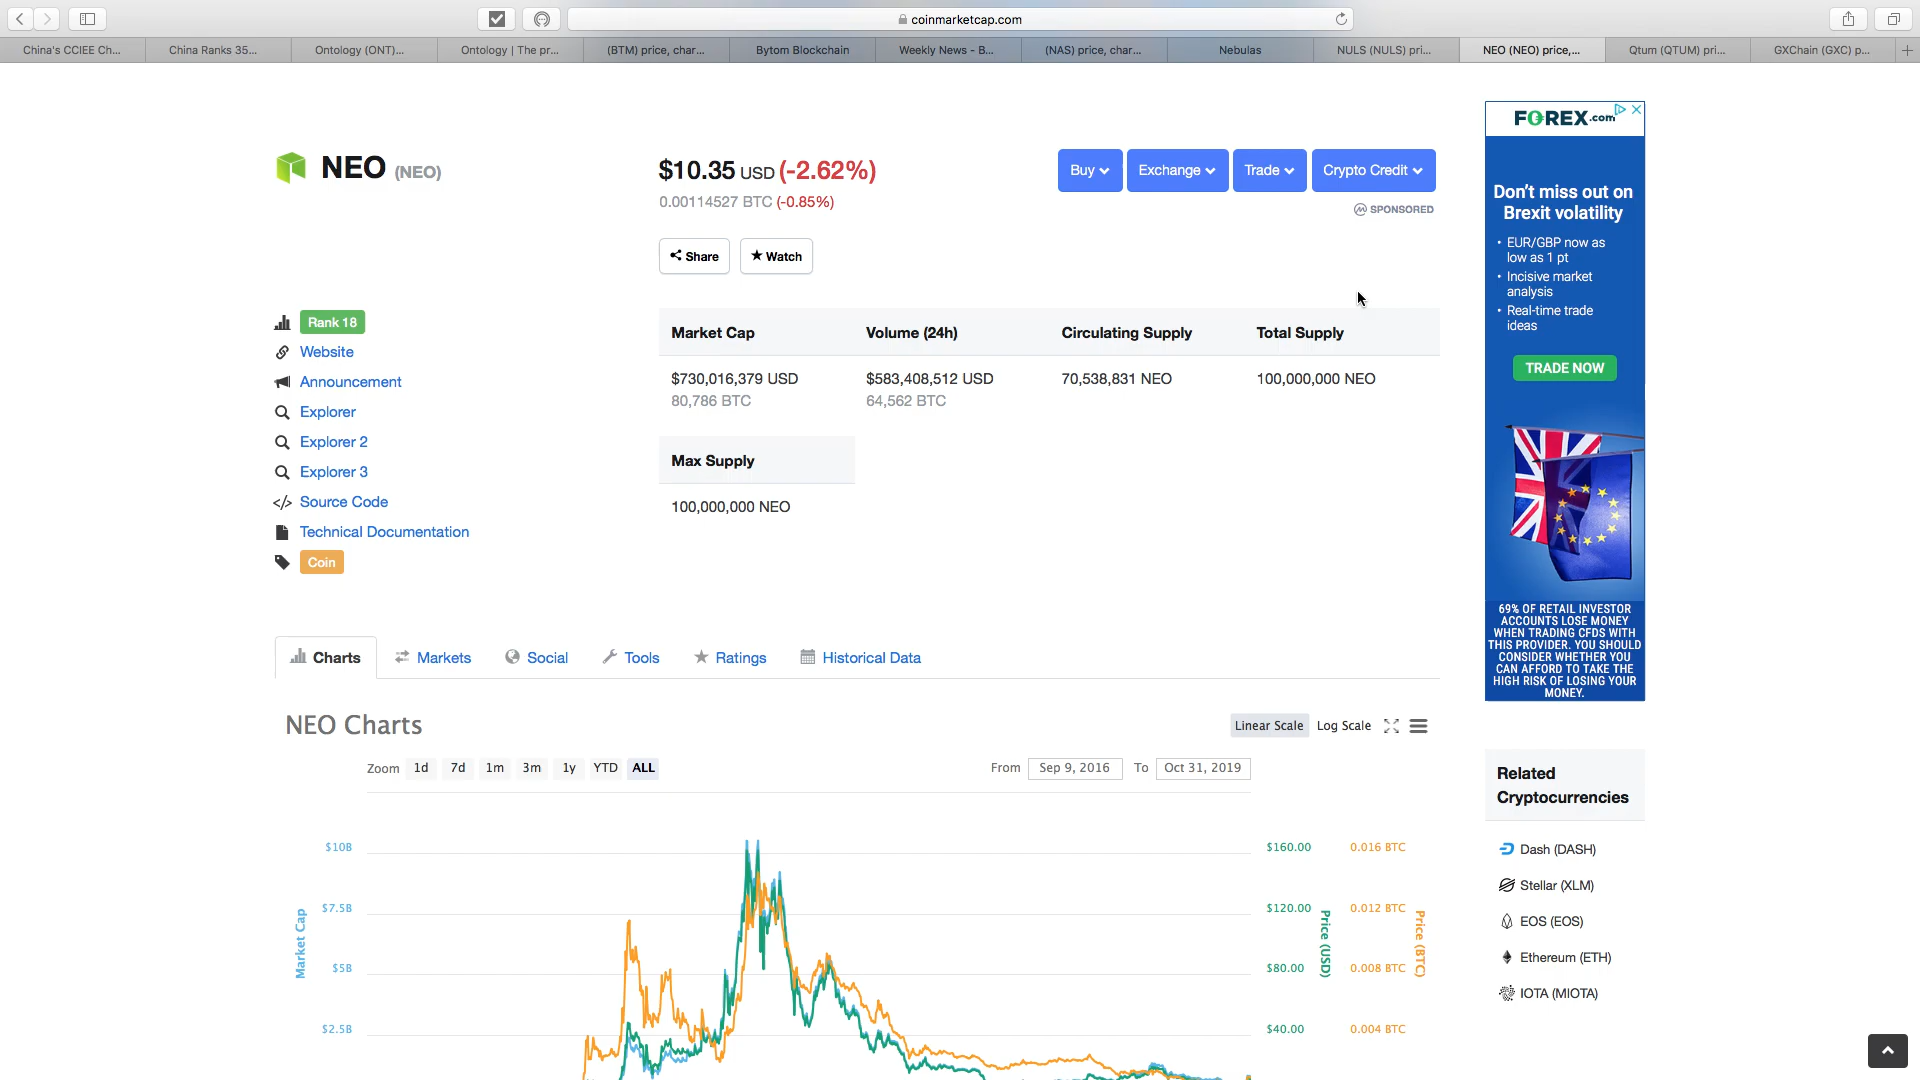 coinmarketcap.com
China's CCIEE Ch...
China Ranks 35...
Ontology (ONT)...
Ontology | The pr...
(BTM) price, char...
Bytom Blockchain
Weekly News - B...
(NAS) price, char...
Nebulas
NULS (NULS) pri...
NEO (NEO) price,...
Qtum (QTUM) pri...
GXChain (GXC) p...
NEO (NEO)
$10.35 USD (-2.62%)
0.00114527 BTC (-0.85%)
Buy
Exchange
Trade
Crypto Credit
SPONSORED
Share
Watch
Rank 18
Website
Announcement
Explorer
Explorer 2
Explorer 3
Source Code
Technical Documentation
Coin
Market Cap
Volume (24h)
Circulating Supply
Total Supply
$730,016,379 USD
$583,408,512 USD
70,538,831 NEO
100,000,000 NEO
80,786 BTC
64,562 BTC
Max Supply
100,000,000 NEO
Charts
Markets
Social
Tools
Ratings
Historical Data
NEO Charts
Linear Scale
Log Scale
Zoom
1d
7d
1m
3m
1y
YTD
ALL
From
Sep 9, 2016
To
Oct 31, 2019
$10B
$7.5B
$5B
$2.5B
Market Cap
$160.00
$120.00
$80.00
$40.00
Price (USD)
0.016 BTC
0.012 BTC
0.008 BTC
0.004 BTC
Price (BTC)
FOREX.com
Don't miss out on
Brexit volatility
• EUR/GBP now as
low as 1 pt
• Incisive market
analysis
• Real-time trade
ideas
TRADE NOW
69% OF RETAIL INVESTOR
ACCOUNTS LOSE MONEY
WHEN TRADING CFDS WITH
THIS PROVIDER. YOU SHOULD
CONSIDER WHETHER YOU
CAN AFFORD TO TAKE THE
HIGH RISK OF LOSING YOUR
MONEY.
Related
Cryptocurrencies
Dash (DASH)
Stellar (XLM)
EOS (EOS)
Ethereum (ETH)
IOTA (MIOTA)